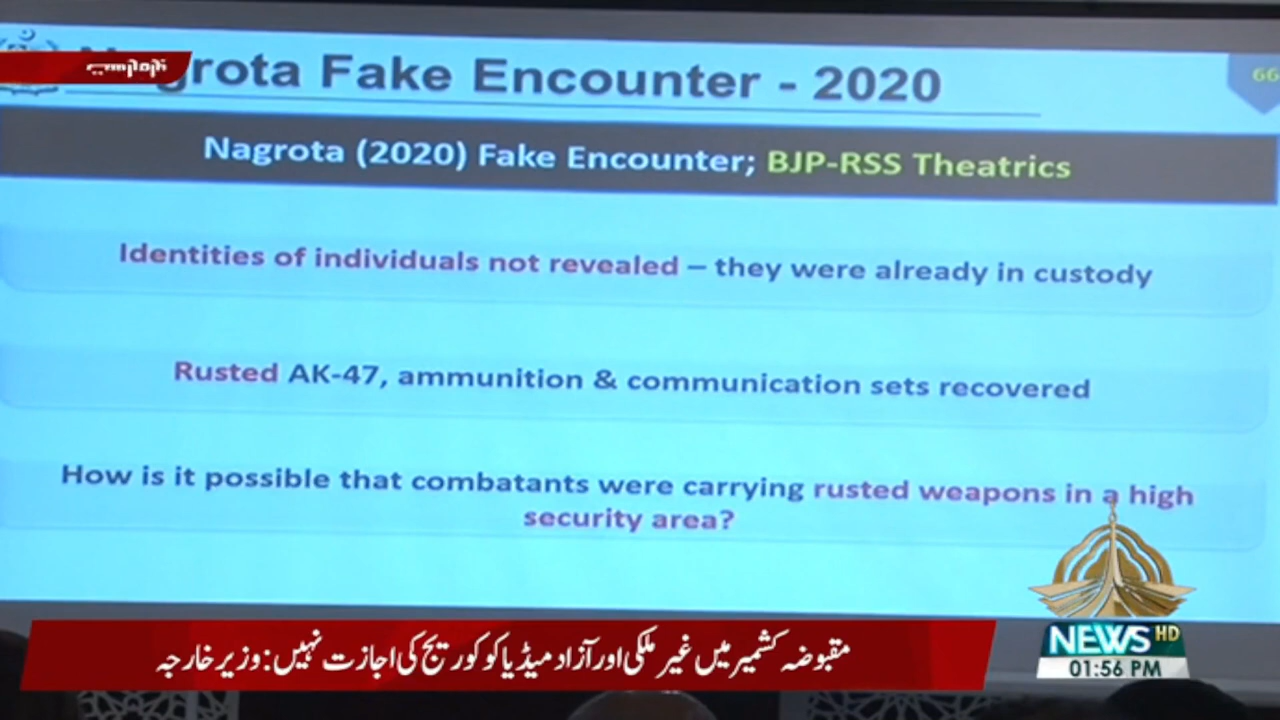 rota Fake Encounter - 2020
66
Nagrota (2020) Fake Encounter; BJP-RSS Theatrics
Identities of individuals not revealed – they were already in custody
Rusted AK-47, ammunition & communication sets recovered
How is it possible that combatants were carrying rusted weapons in a high
security area?
مقبوضہ کشمیر میں غیر ملکی اور آزاد میڈیا کو کوریج کی اجازت نہیں: وزیر خارجہ
NEWS HD
01:56 PM